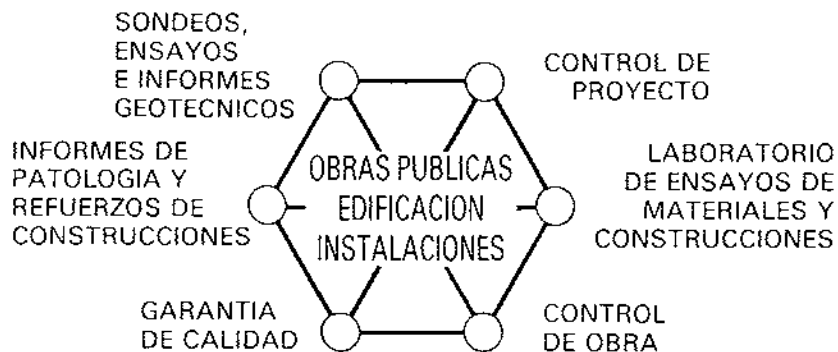 SONDEOS,
ENSAYOS
E INFORMES
GEOTECNICOS
CONTROL DE
PROYECTO
INFORMES DE
PATOLOGIA Y
REFUERZOS DE
CONSTRUCCIONES
OBRAS PUBLICAS
EDIFICACION
INSTALACIONES
LABORATORIO
DE ENSAYOS DE
MATERIALES Y
CONSTRUCCIONES
GARANTIA
DE CALIDAD
CONTROL
DE OBRA